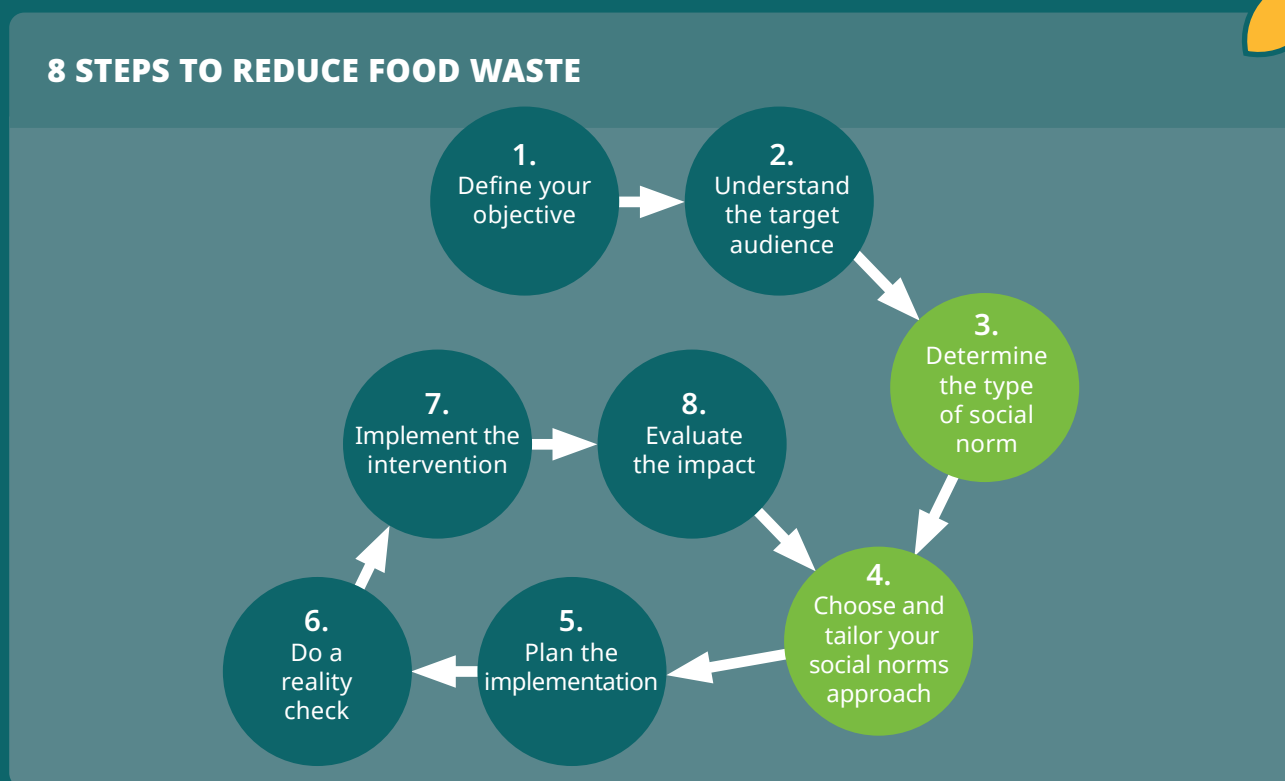 8 STEPS TO REDUCE FOOD WASTE
1.
Define your
objective
2.
Understand
the target
audience
3.
Determine
the type
of social
norm
4.
Choose and
tailor your
social norms
approach
5.
Plan the
implementation
6.
Do a
reality
check
7.
Implement the
intervention
8.
Evaluate
the impact